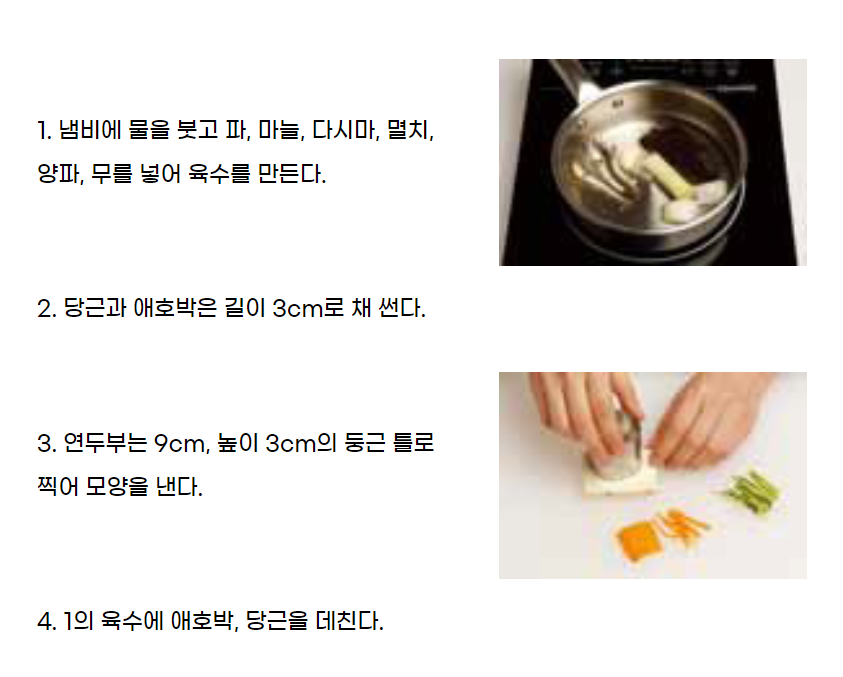 1. 냄비에 물을 붓고 파, 마늘, 다시마, 멸치,
양파, 무를 넣어 육수를 만든다.
2. 당근과 애호박은 길이 3cm로 채 썬다.
3. 연두부는 9cm, 높이 3cm의 둥근 틀로
찍어 모양을 낸다.
4. 1의 육수에 애호박, 당근을 데친다.